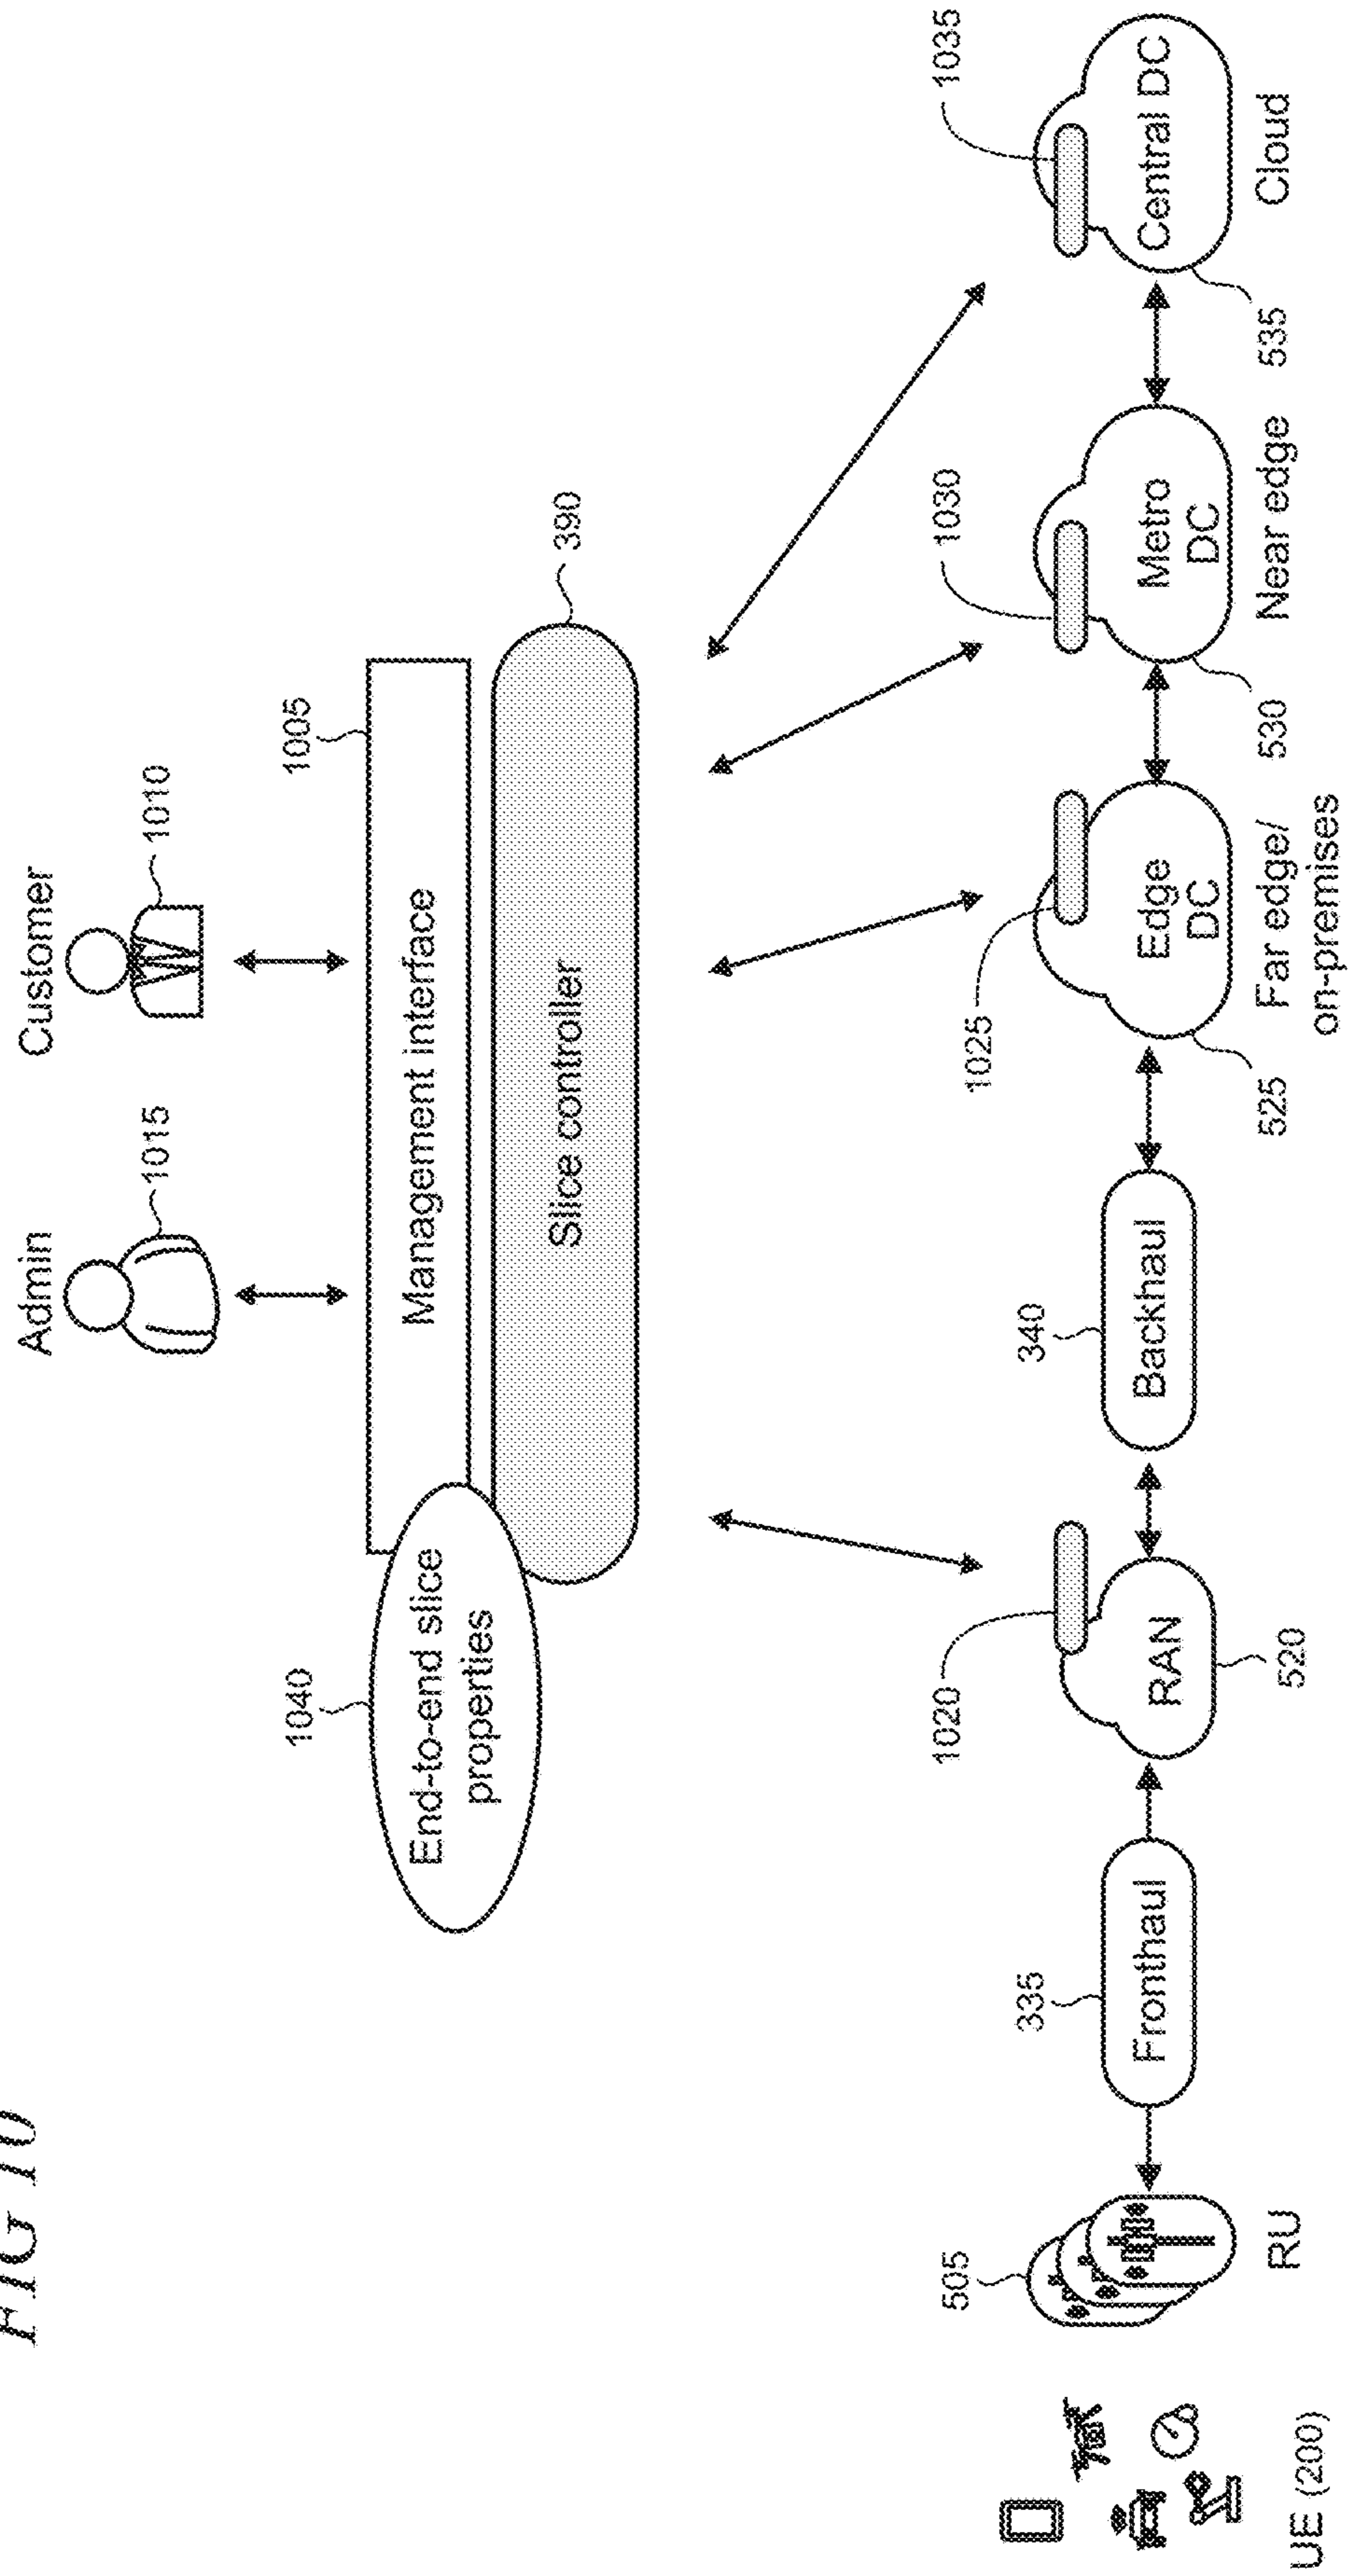 FIG 10
Admin
Customer
1015
1010
1005
Management interface
1040
End-to-end slice
properties
Slice controller
390
505
335
1020
340
1025
1030
1035
Fronthaul
RAN
Backhaul
Edge
DC
Metro
DC
Central DC
520
525
530
535
UE (200)
RU
Far edge/
on-premises
Near edge
Cloud